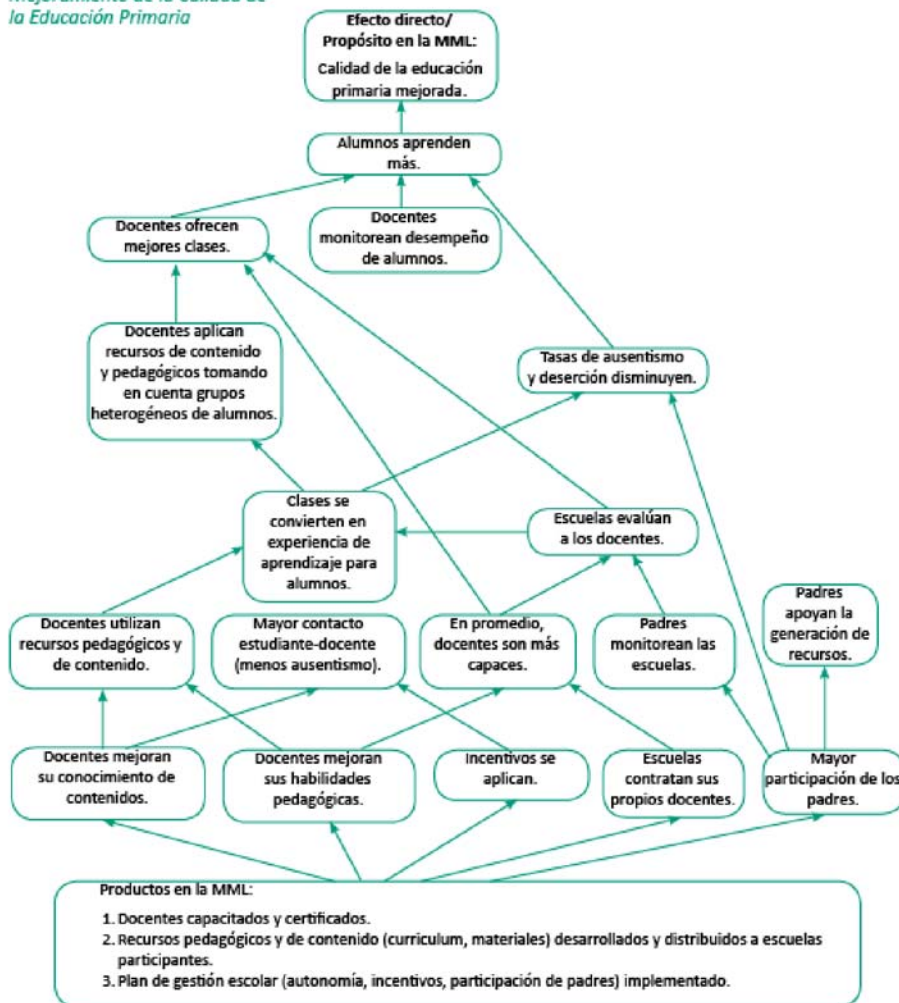 la Educación Primaria
Efecto directo/
Propósito en la MML:
Calidad de la educación
primaria mejorada.
Alumnos aprenden
más.
Docentes ofrecen
mejores clases.
Docentes
monitorean desempeño
de alumnos.
Docentes aplican
recursos de contenido
y pedagógicos tomando
en cuenta grupos
heterogéneos de alumnos.
Tasas de ausentismo
y deserción disminuyen.
Clases se
convierten en
experiencia de
aprendizaje para
alumnos.
Escuelas evalúan
a los docentes.
Docentes utilizan
recursos pedagógicos y
de contenido.
Mayor contacto
estudiante-docente
(menos ausentismo).
En promedio,
docentes son más
capaces.
Padres
monitorean las
escuelas.
Padres
apoyan la
generación de
recursos.
Docentes mejoran
su conocimiento de
contenidos.
Docentes mejoran
sus habilidades
pedagógicas.
Incentivos se
aplican.
Escuelas
contratan sus
propios docentes.
Mayor
participación de los
padres.
Productos en la MML:
1. Docentes capacitados y certificados.
2. Recursos pedagógicos y de contenido (curriculum, materiales) desarrollados y distribuidos a escuelas
participantes.
3. Plan de gestión escolar (autonomía, incentivos, participación de padres) implementado.